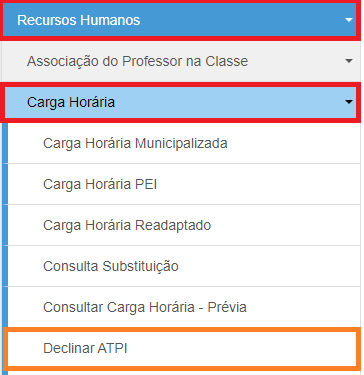 Recursos Humanos
Associação do Professor na Classe
Carga Horária
Carga Horária Municipalizada
Carga Horária PEI
Carga Horária Readaptado
Consulta Substituição
Consultar Carga Horária - Prévia
Declinar ATPI